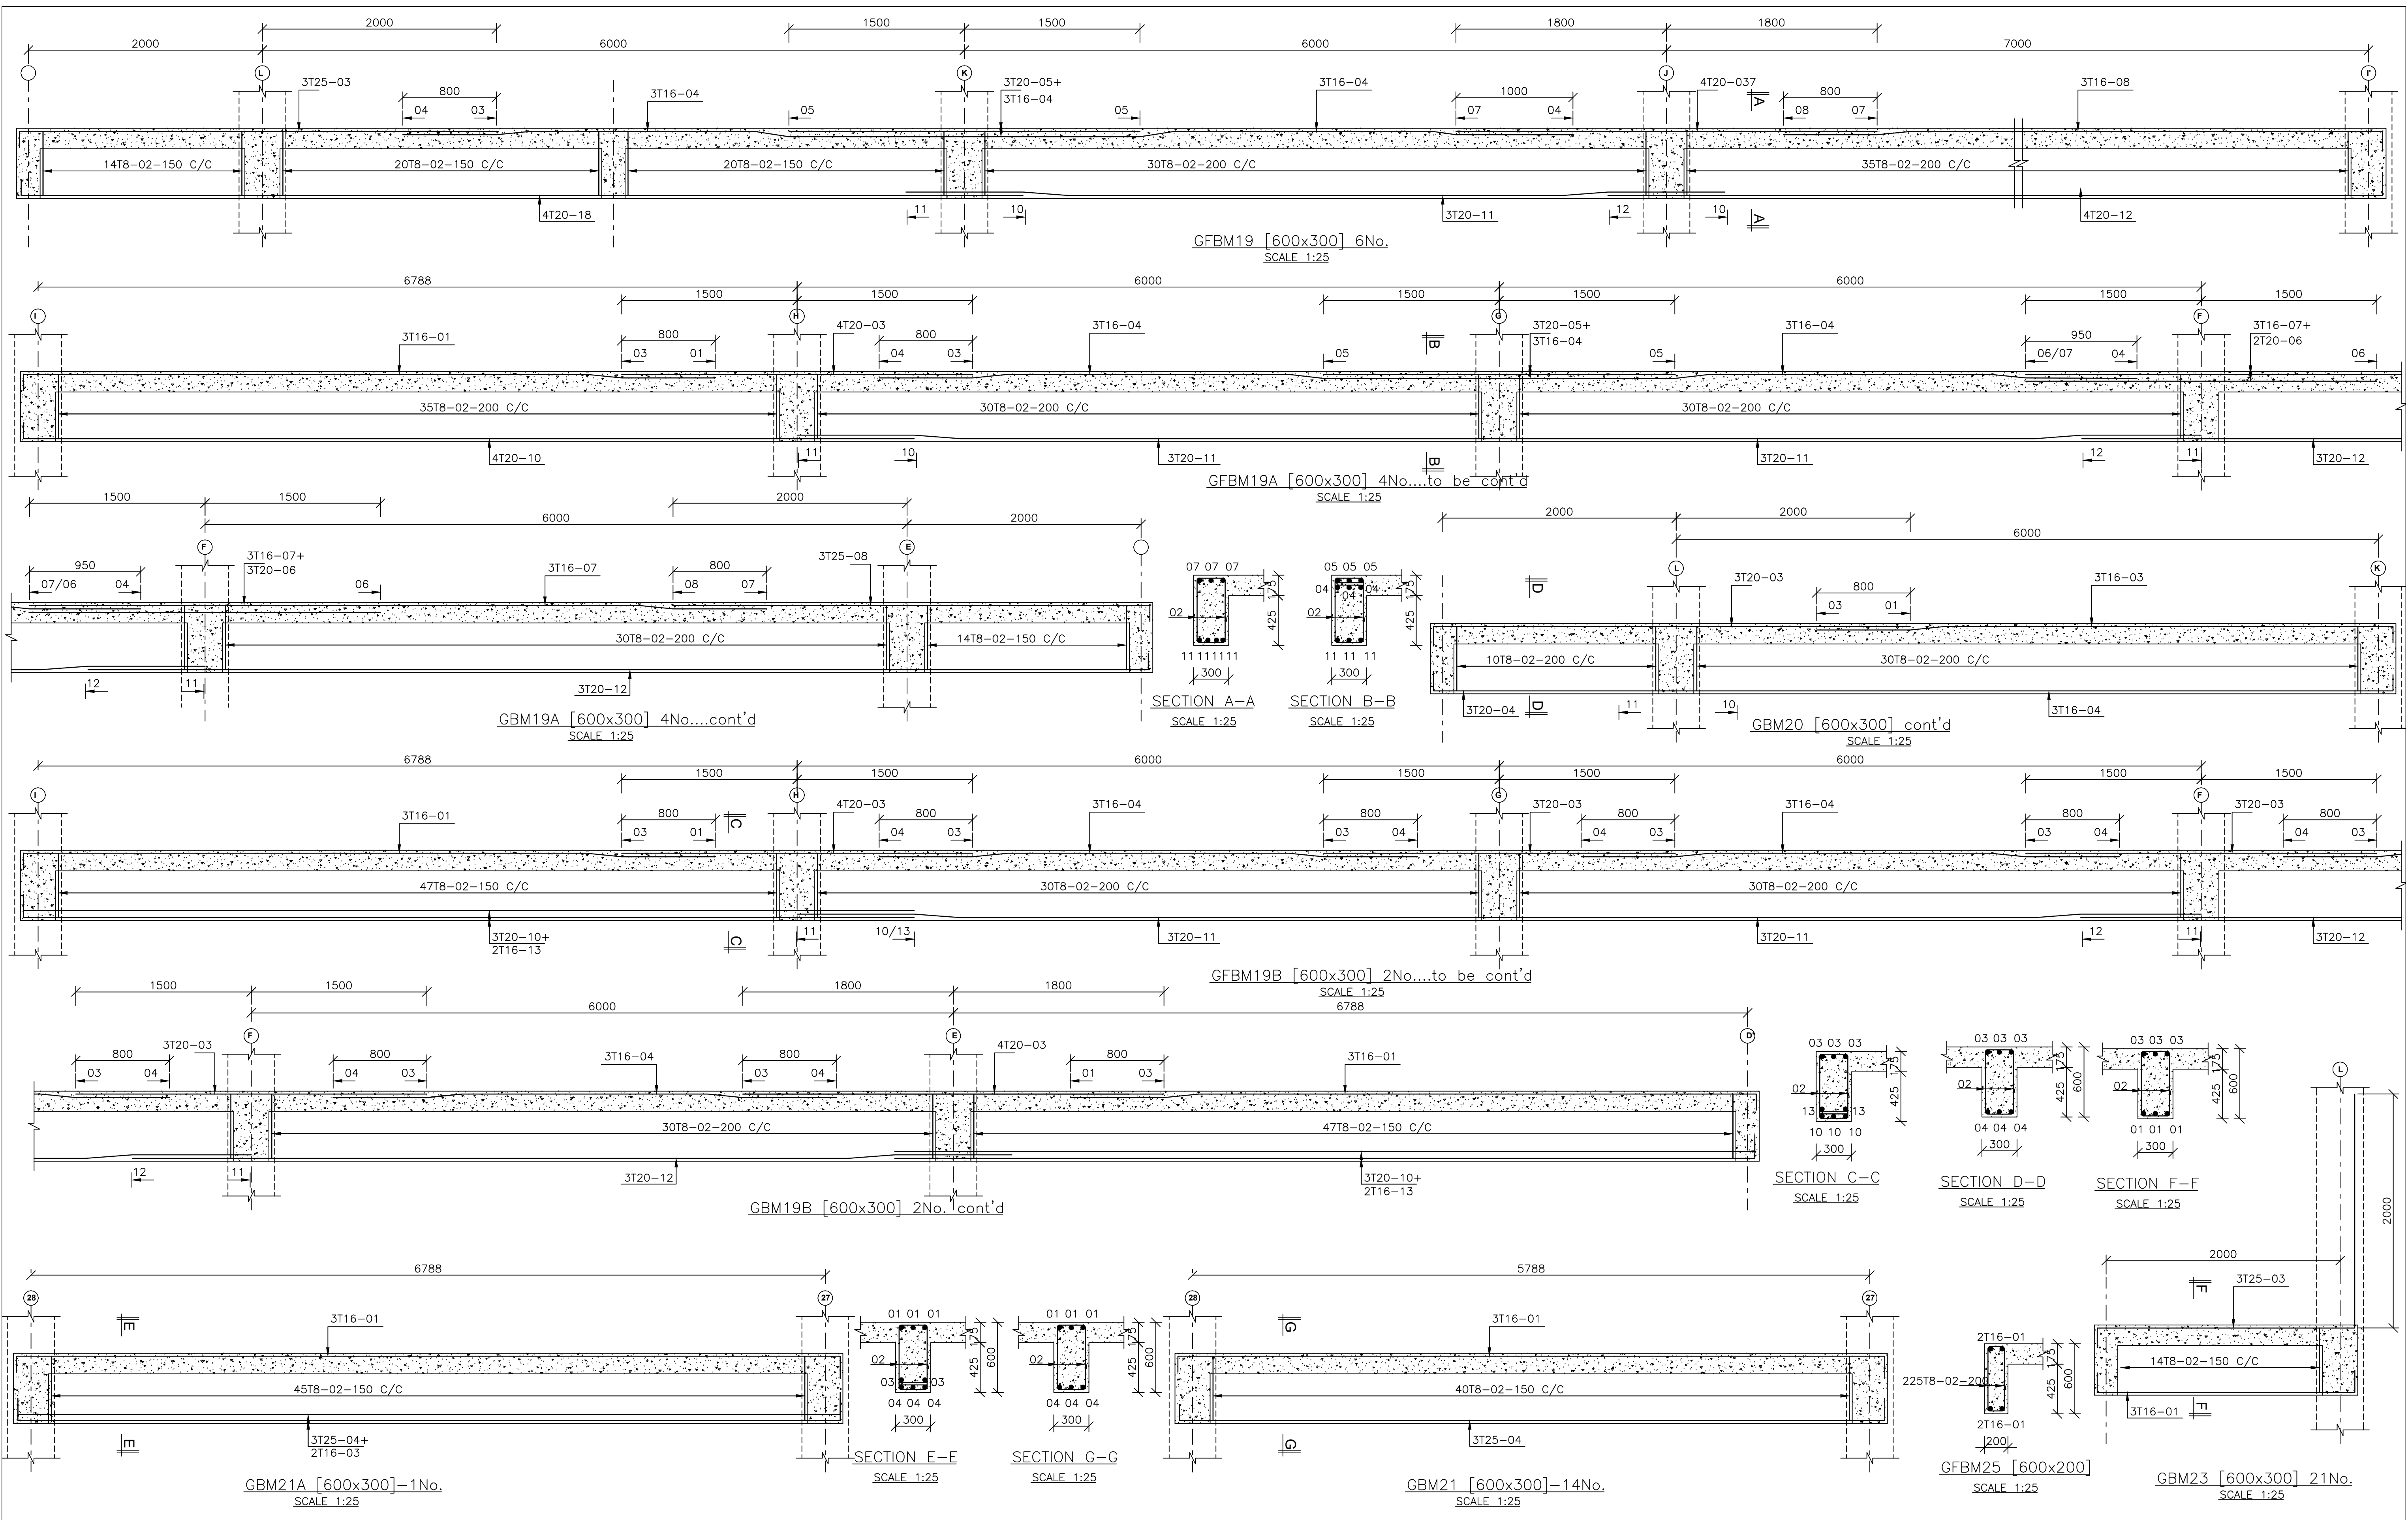 2000 1500 1500 1800 1800
2000 6000 6000 7000
L K J I'
3T25-03 800 3T16-04 3T20-05+ 3T16-04 1000 4T20-037 A 800 3T16-08
3T16-04
04 03 05 05 07 04 08 07
14T8-02-150 C/C 20T8-02-150 C/C 20T8-02-150 C/C 30T8-02-200 C/C 35T8-02-200 C/C
4T20-18 11 10 3T20-11 12 10 A 4T20-12
GFBM19 [600x300] 6No.
SCALE 1:25
6788 6000 6000
1500 1500 1500 1500 1500 1500
I H G F
3T16-01 800 4T20-03 800 3T16-04 B 3T20-05+ 3T16-04 950 3T16-07+
3T16-04 2T20-06
03 01 04 03 05 05 06/07 04 06
35T8-02-200 C/C 30T8-02-200 C/C 30T8-02-200 C/C
4T20-10 11 10 3T20-11 B 3T20-11 12 11 3T20-12
GFBM19A [600x300] 4No....to be cont'd
SCALE 1:25
1500 1500 2000
6000 2000
F E
950 3T16-07+ 3T16-07 800 3T25-08
3T20-06
07/06 04 06 08 07
30T8-02-200 C/C 14T8-02-150 C/C
12 11 3T20-12
GBM19A [600x300] 4No....cont'd
SCALE 1:25
07 07 07
02 175 425
11 111111
300
SECTION A-A
SCALE 1:25
05 05 05
04 04 04
02 175 425
11 11 11
300
SECTION B-B
SCALE 1:25
2000 2000
6000
L K
D 3T20-03 800 3T16-03
03 01
10T8-02-200 C/C 30T8-02-200 C/C
3T20-04 D 11 10 3T16-04
GBM20 [600x300] cont'd
SCALE 1:25
6788 6000 6000
1500 1500 1500 1500 1500 1500
I H G F
3T16-01 800 C 4T20-03 800 3T16-04 800 3T20-03 800 3T16-04 800 3T20-03 800
03 01 04 03 03 04 04 03 03 04 04 03
47T8-02-150 C/C 30T8-02-200 C/C 30T8-02-200 C/C
3T20-10+ C 11 10/13 3T20-11 3T20-11 12 11 3T20-12
2T16-13
GFBM19B [600x300] 2No....to be cont'd
SCALE 1:25
1500 1500 1800 1800
6000 6788
F E D'
800 3T20-03 800 3T16-04 800 4T20-03 800 3T16-01
03 04 04 03 03 04 01 03
30T8-02-200 C/C 47T8-02-150 C/C
12 11 3T20-12 3T20-10+
2T16-13
GBM19B [600x300] 2No. cont'd
SCALE 1:25
03 03 03
02 175 425
13 13
10 10 10
300
SECTION C-C
SCALE 1:25
03 03 03
02 175 425 600
04 04 04
300
SECTION D-D
SCALE 1:25
03 03 03
02 175 425 600
01 01 01
300
SECTION F-F
SCALE 1:25
6788
28 27
E 3T16-01
45T8-02-150 C/C
E 3T25-04+
2T16-03
GBM21A [600x300]-1No.
SCALE 1:25
01 01 01
02 175 425 600
03 03
04 04 04
300
SECTION E-E
SCALE 1:25
01 01 01
02 175 425 600
04 04 04
300
SECTION G-G
SCALE 1:25
5788
28 27
G 3T16-01
40T8-02-150 C/C
G 3T25-04
GBM21 [600x300]-14No.
SCALE 1:25
2T16-01
225T8-02-200 175 425 600
2T16-01
200
GFBM25 [600x200]
SCALE 1:25
L
2000
2000
F 3T25-03
14T8-02-150 C/C
3T16-01 F
GBM23 [600x300] 21No.
SCALE 1:25